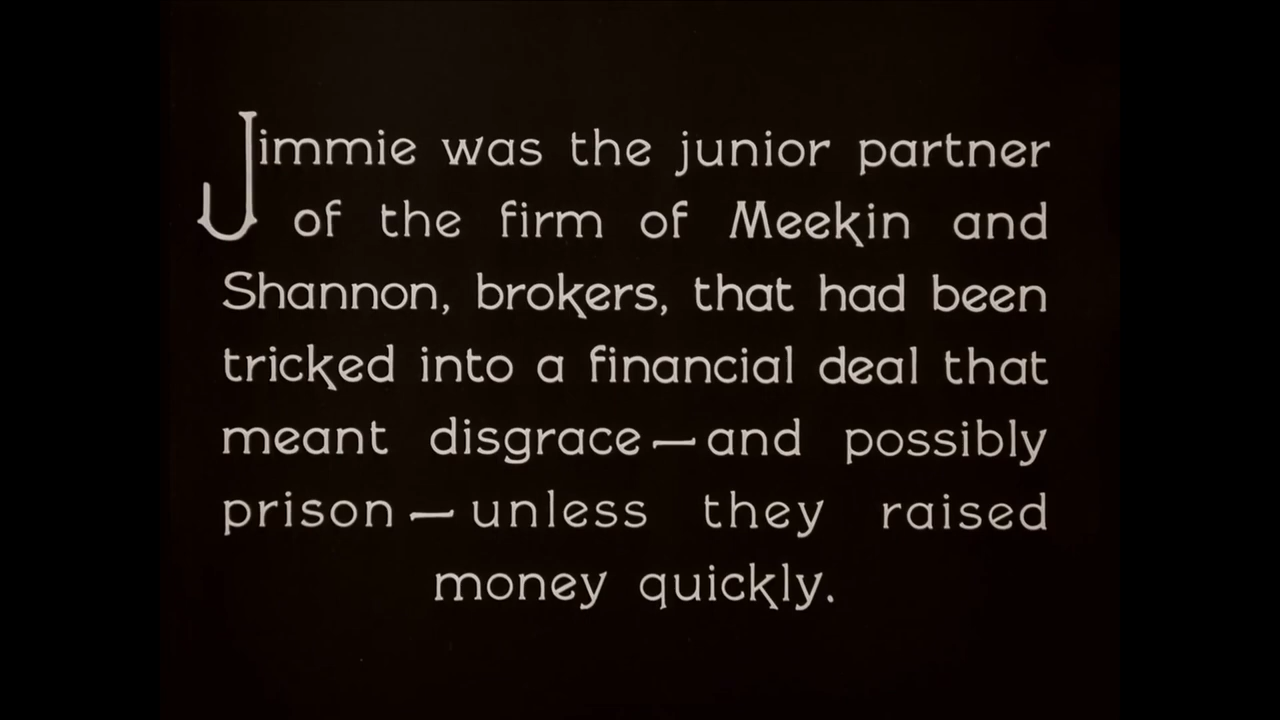 Jimmie was the junior partner
of the firm of Meekin and
Shannon, brokers, that had been
tricked into a financial deal that
meant disgrace—and possibly
prison—unless they raised
money quickly.